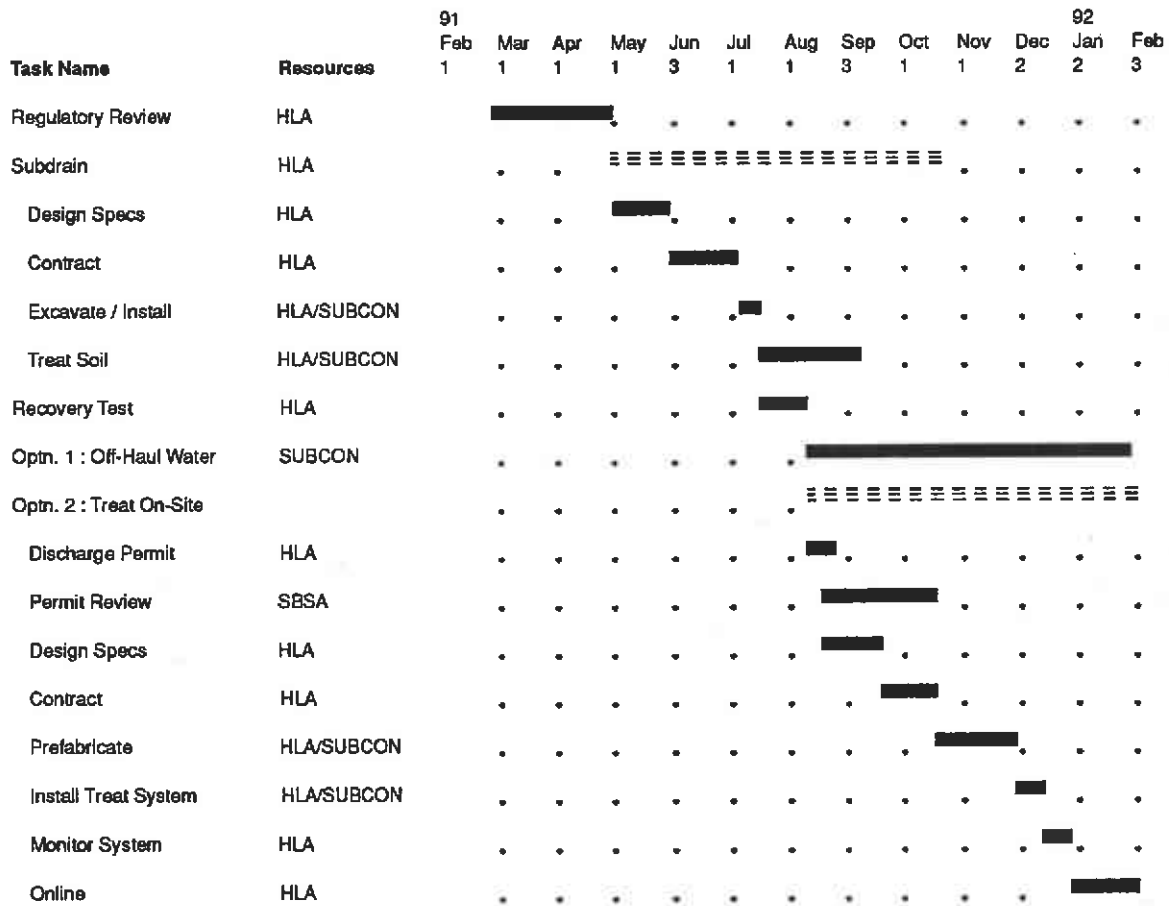 91 92
Feb Mar Apr May Jun Jul Aug Sep Oct Nov Dec Jan Feb
Task Name Resources 1 1 1 1 3 1 1 3 1 1 2 2 3
Regulatory Review HLA
Subdrain HLA
Design Specs HLA
Contract HLA
Excavate / Install HLA/SUBCON
Treat Soil HLA/SUBCON
Recovery Test HLA
Optn. 1 : Off-Haul Water SUBCON
Optn. 2 : Treat On-Site
Discharge Permit HLA
Permit Review SBSA
Design Specs HLA
Contract HLA
Prefabricate HLA/SUBCON
Install Treat System HLA/SUBCON
Monitor System HLA
Online HLA